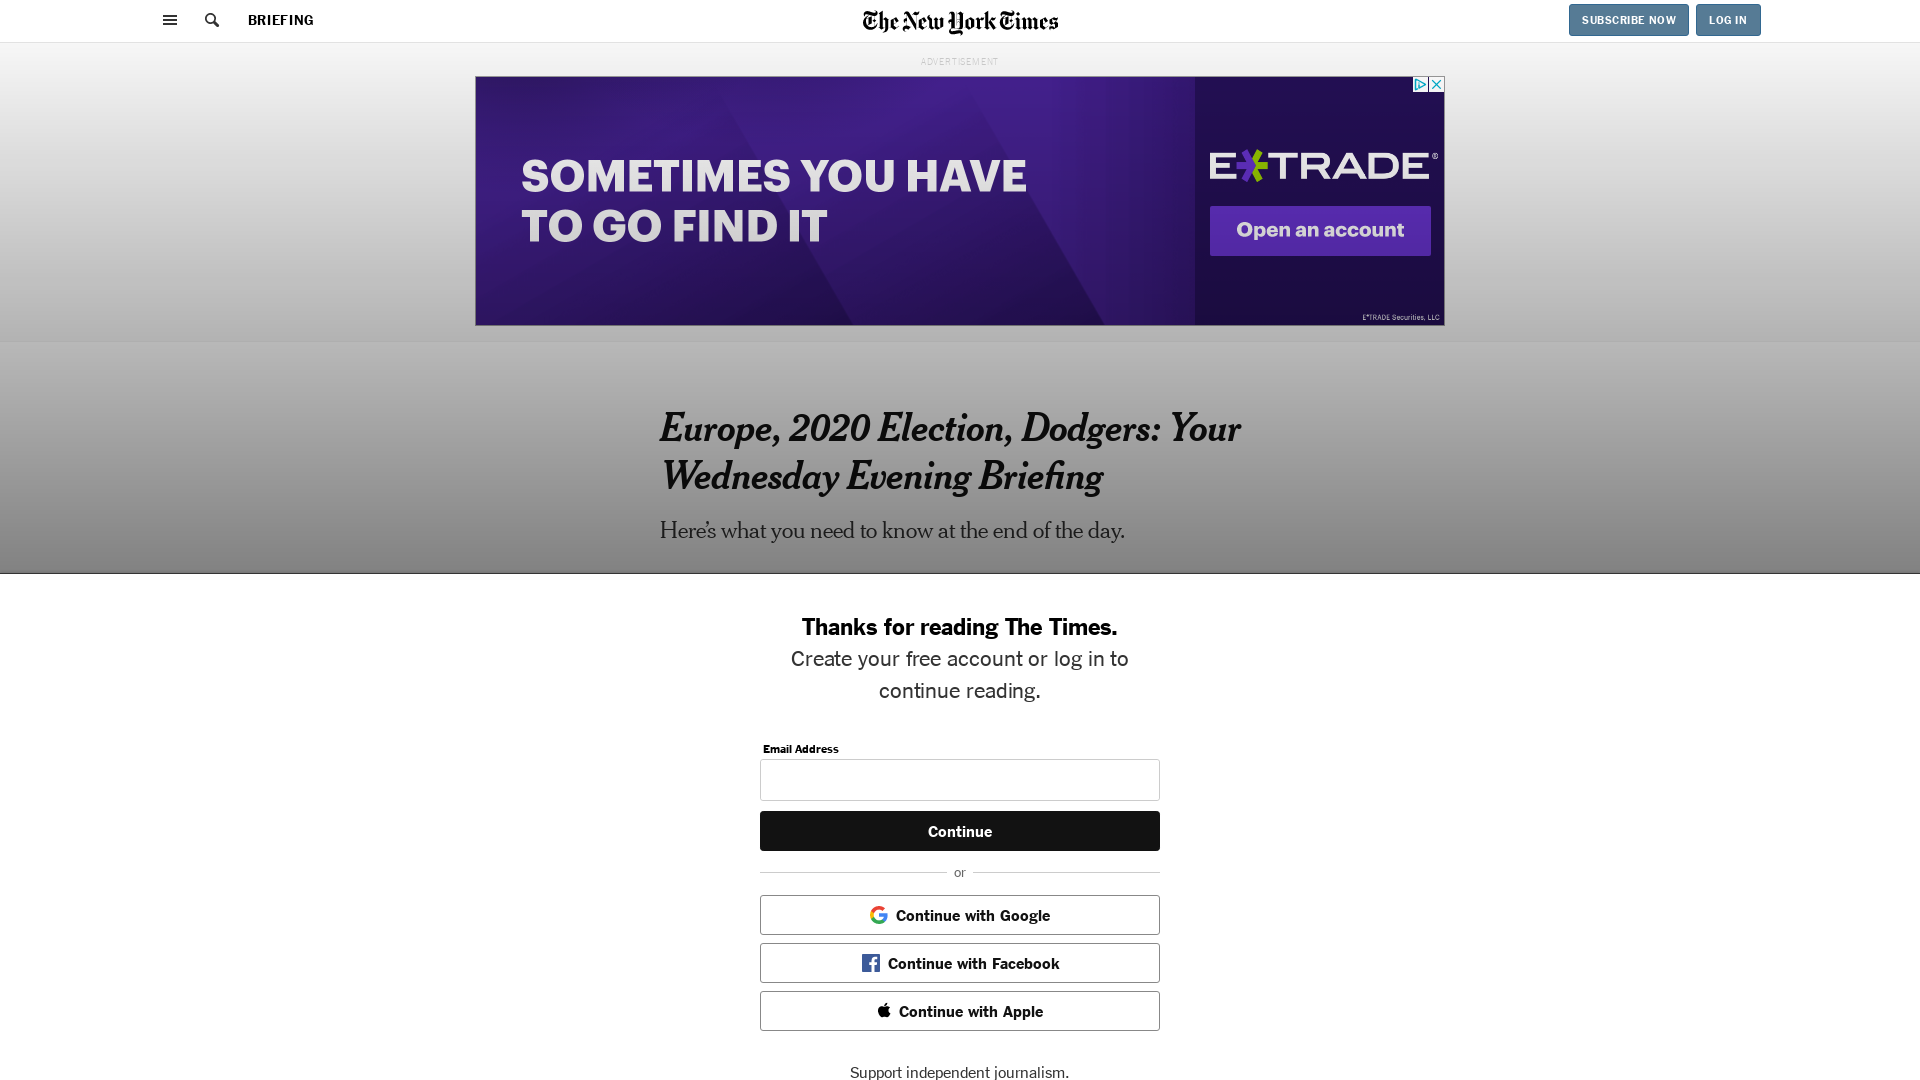 BRIEFING
The New York Times
SUBSCRIBE NOW
LOG IN
ADVERTISEMENT
SOMETIMES YOU HAVE
TO GO FIND IT
E*TRADE®
Open an account
E*TRADE Securities, LLC
Europe, 2020 Election, Dodgers: Your
Wednesday Evening Briefing
Here’s what you need to know at the end of the day.
Thanks for reading The Times.
Create your free account or log in to
continue reading.
Email Address
Continue
or
Continue with Google
Continue with Facebook
Continue with Apple
Support independent journalism.